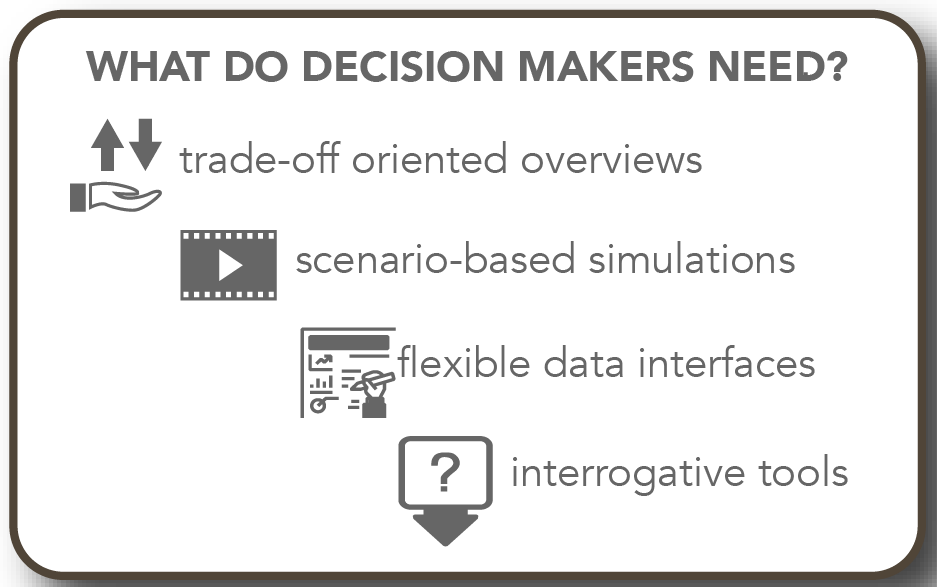 WHAT DO DECISION MAKERS NEED?
trade-off oriented overviews
scenario-based simulations
flexible data interfaces
?
interrogative tools